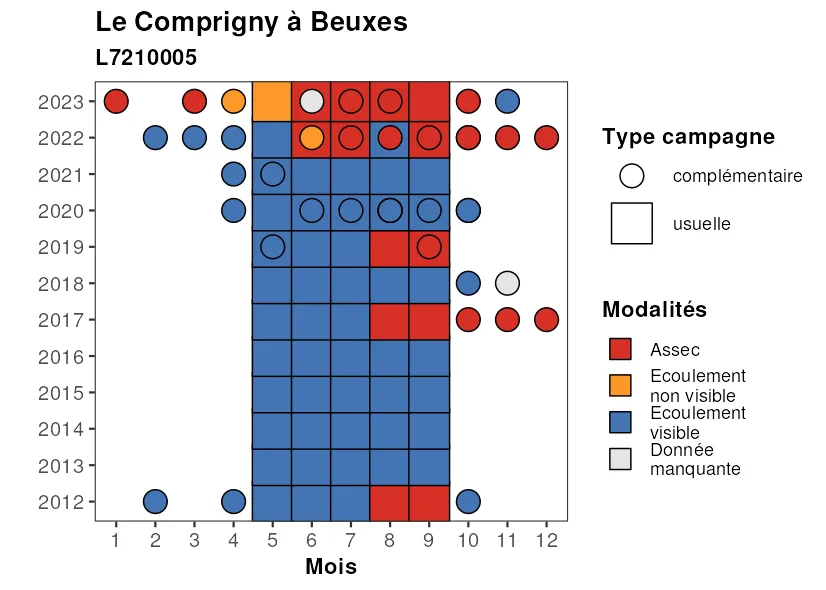 Le Comprigny à Beuxes
L7210005
2023
2022
2021
2020
2019
2018
2017
2016
2015
2014
2013
2012
1 2 3 4 5 6 7 8 9 10 11 12
Mois
Type campagne
complémentaire
usuelle
Modalités
Assec
Ecoulement
non visible
Ecoulement
visible
Donnée
manquante